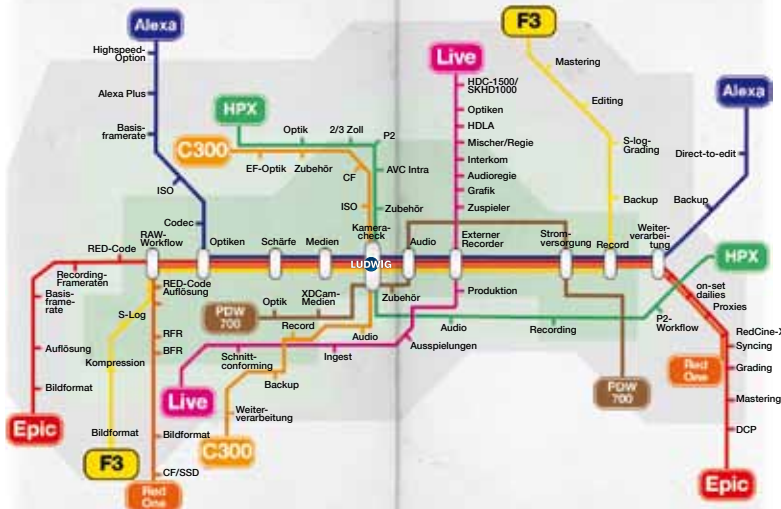 Alexa
Highspeed-
Option
Alexa Plus
Basis-
framerate
ISO
Codec
HPX
Optik
2/3 Zoll
P2
AVC Intra
Zubehör
C300
EF-Optik
Zubehör
CF
ISO
Kamera-
check
Live
HDC-1500/
SKHD1000
Optiken
HDLA
Mischer/Regie
Interkom
Audioregie
Grafik
Zuspieler
F3
Mastering
Editing
S-log-
Grading
Backup
Alexa
Direct-to-edit
Backup
RED-Code
RAW-
Workflow
Optiken
Schärfe
Medien
LUDWIG
Audio
Externer
Recorder
Strom-
versorgung
Record
Weiter-
verarbei-
tung
HPX
Recording-
Frameraten
Basis-
frame-
rate
Auflösung
Bildformat
Epic
S-Log
Kompression
Bildformat
F3
RED-Code
Auflösung
RFR
BFR
Bildformat
CF/SSD
Red
One
PDW
700
Optik
XDCam-
Medien
Zubehör
Record
Audio
Schnitt-
conforming
Ingest
Ausspielungen
Produktion
Live
Backup
Weiter-
verarbeitung
C300
Audio
Recording
P2-
Workflow
PDW
700
on-set
dailies
Proxies
RedCine-X
Syncing
Red
One
Grading
Mastering
DCP
Epic